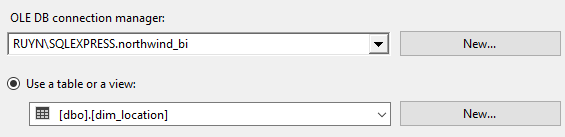 OLE DB connection manager:
RUYN\SQLEXPRESS.northwind_bi New...
Use a table or a view:
[dbo].[dim_location] New...